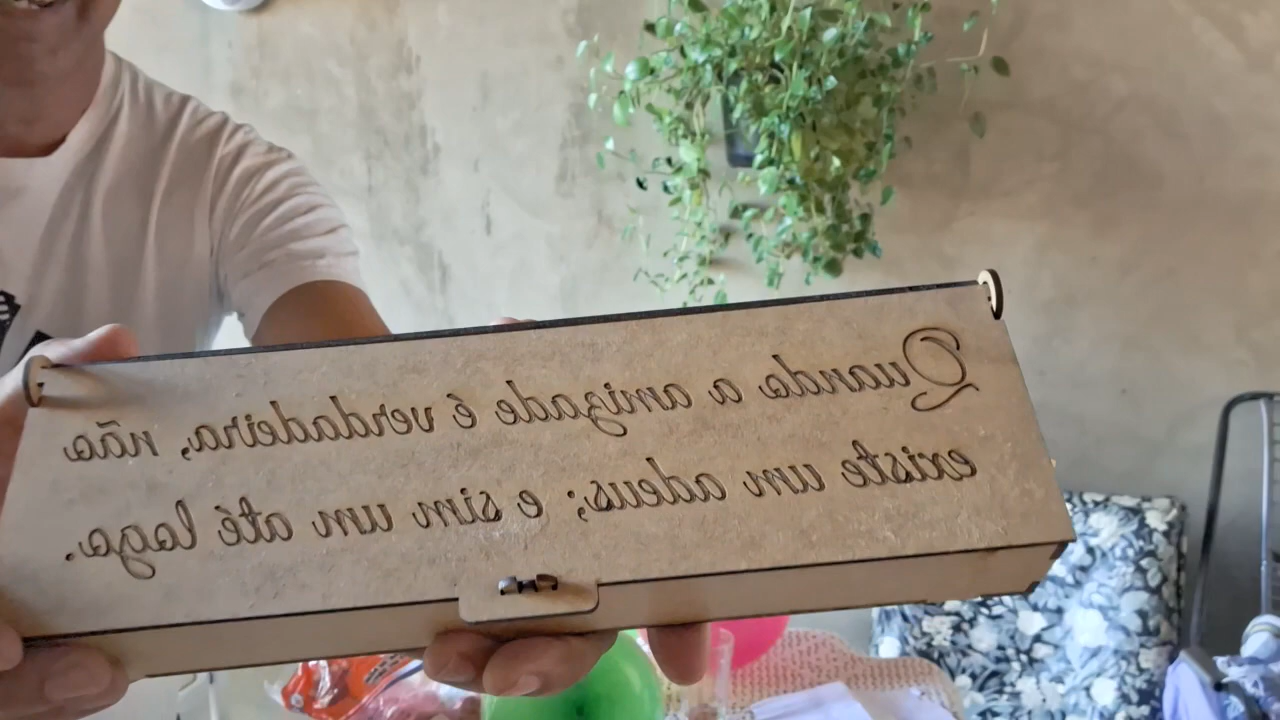 Quando a amizade é verdadeira, não
existe um adeus; e sim um até logo.